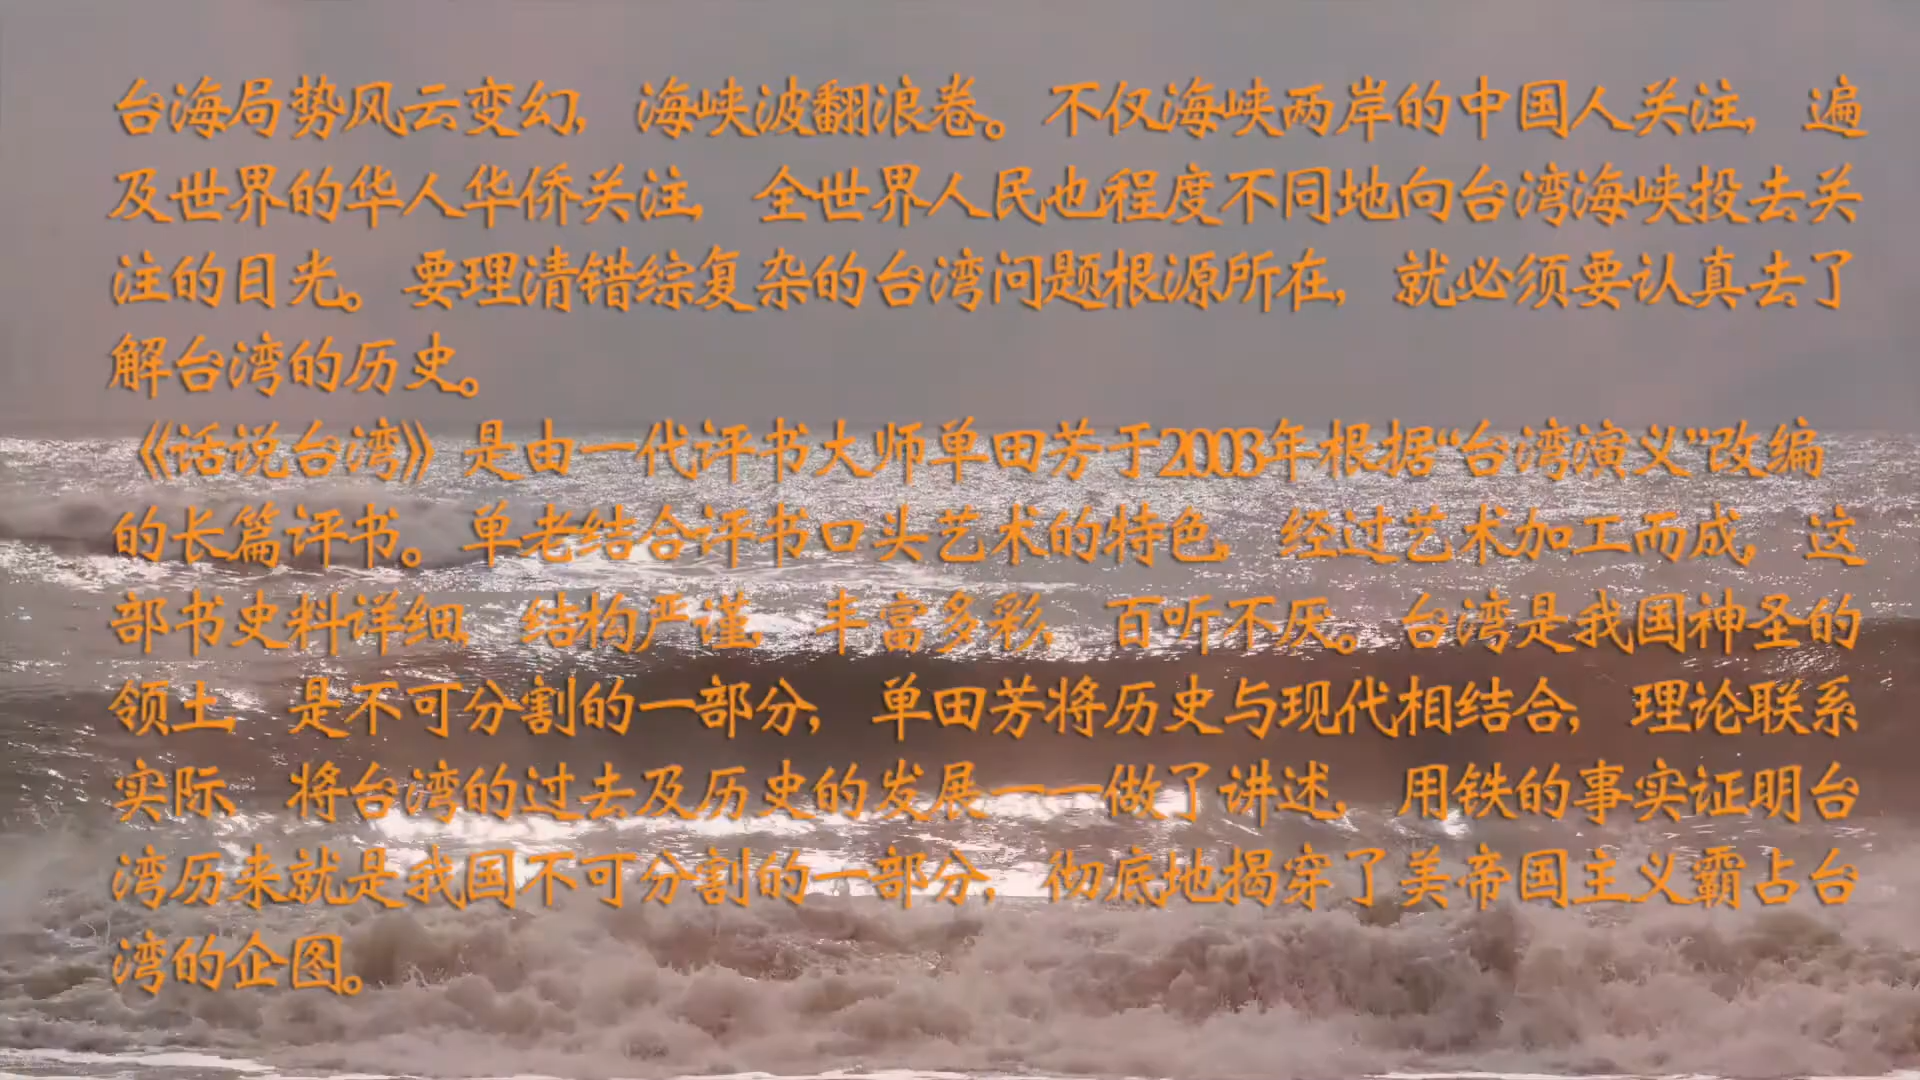 台海局势风云变幻，海峡波翻浪卷。不仅海峡两岸的中国人关注，遍
及世界的华人华侨关注，全世界人民也程度不同地向台湾海峡投去关
注的目光。要理清错综复杂的台湾问题根源所在，就必须要认真去了
解台湾的历史。
《话说台湾》是由一代评书大师单田芳于2003年根据“台湾演义”改编
的长篇评书。单老结合评书口头艺术的特色，经过艺术加工而成，这
部书史料详细，结构严谨，丰富多彩，百听不厌。台湾是我国神圣的
领土，是不可分割的一部分，单田芳将历史与现代相结合，理论联系
实际，将台湾的过去及历史的发展一一做了讲述，用铁的事实证明台
湾历来就是我国不可分割的一部分，彻底地揭穿了美帝国主义霸占台
湾的企图。